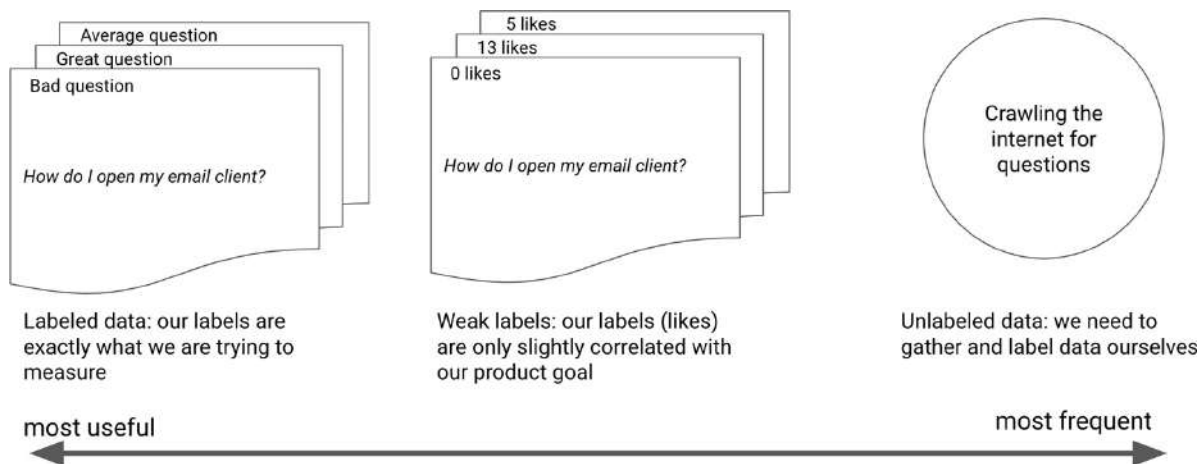 Average question
Great question
Bad question
How do I open my email client?
5 likes
13 likes
0 likes
How do I open my email client?
Crawling the
internet for
questions
Labeled data: our labels are
exactly what we are trying to
measure
Weak labels: our labels (likes)
are only slightly correlated with
our product goal
Unlabeled data: we need to
gather and label data ourselves
most useful
most frequent